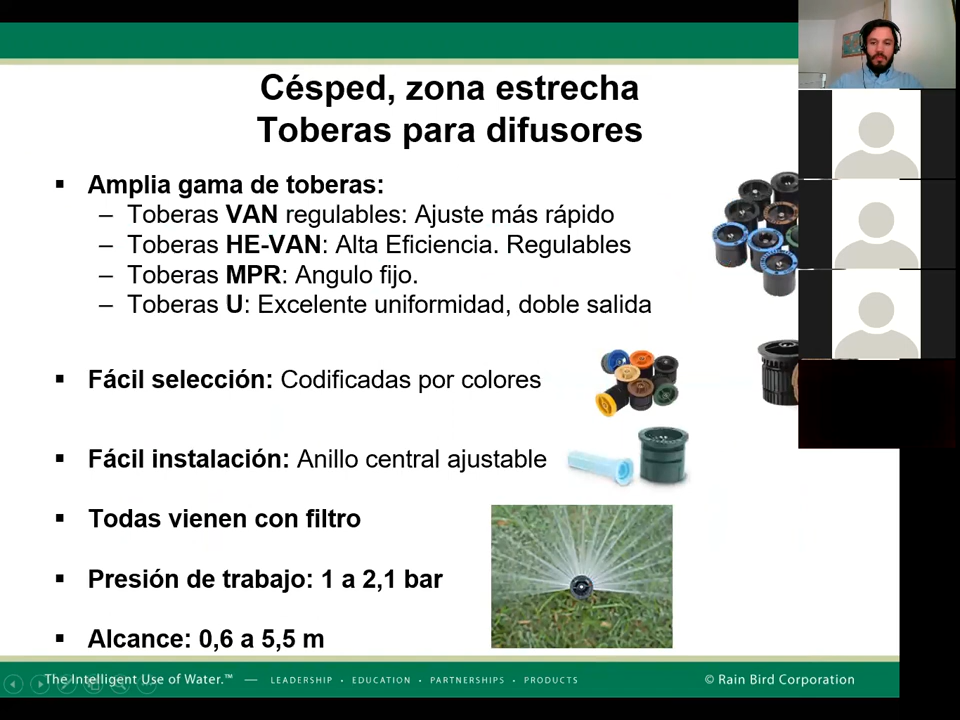 Césped, zona estrecha
Toberas para difusores
▪ Amplia gama de toberas:
– Toberas VAN regulables: Ajuste más rápido
– Toberas HE-VAN: Alta Eficiencia. Regulables
– Toberas MPR: Angulo fijo.
– Toberas U: Excelente uniformidad, doble salida
▪ Fácil selección: Codificadas por colores
▪ Fácil instalación: Anillo central ajustable
▪ Todas vienen con filtro
▪ Presión de trabajo: 1 a 2,1 bar
▪ Alcance: 0,6 a 5,5 m
The Intelligent Use of Water.™ — LEADERSHIP • EDUCATION • PARTNERSHIPS • PRODUCTS © Rain Bird Corporation